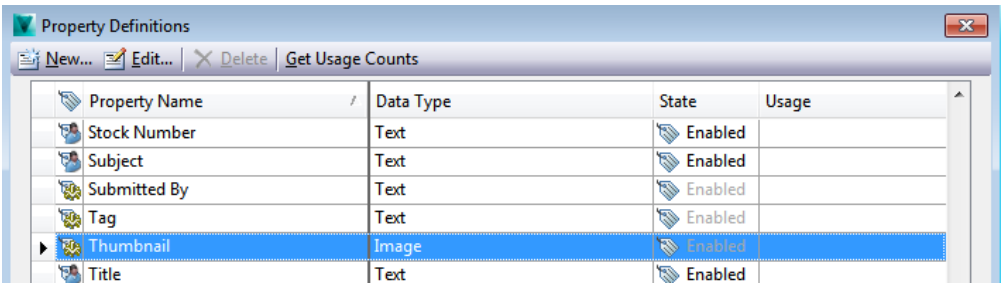 Property Definitions
New... Edit... Delete Get Usage Counts
Property Name Data Type State Usage
Stock Number Text Enabled
Subject Text Enabled
Submitted By Text Enabled
Tag Text Enabled
Thumbnail Image Enabled
Title Text Enabled